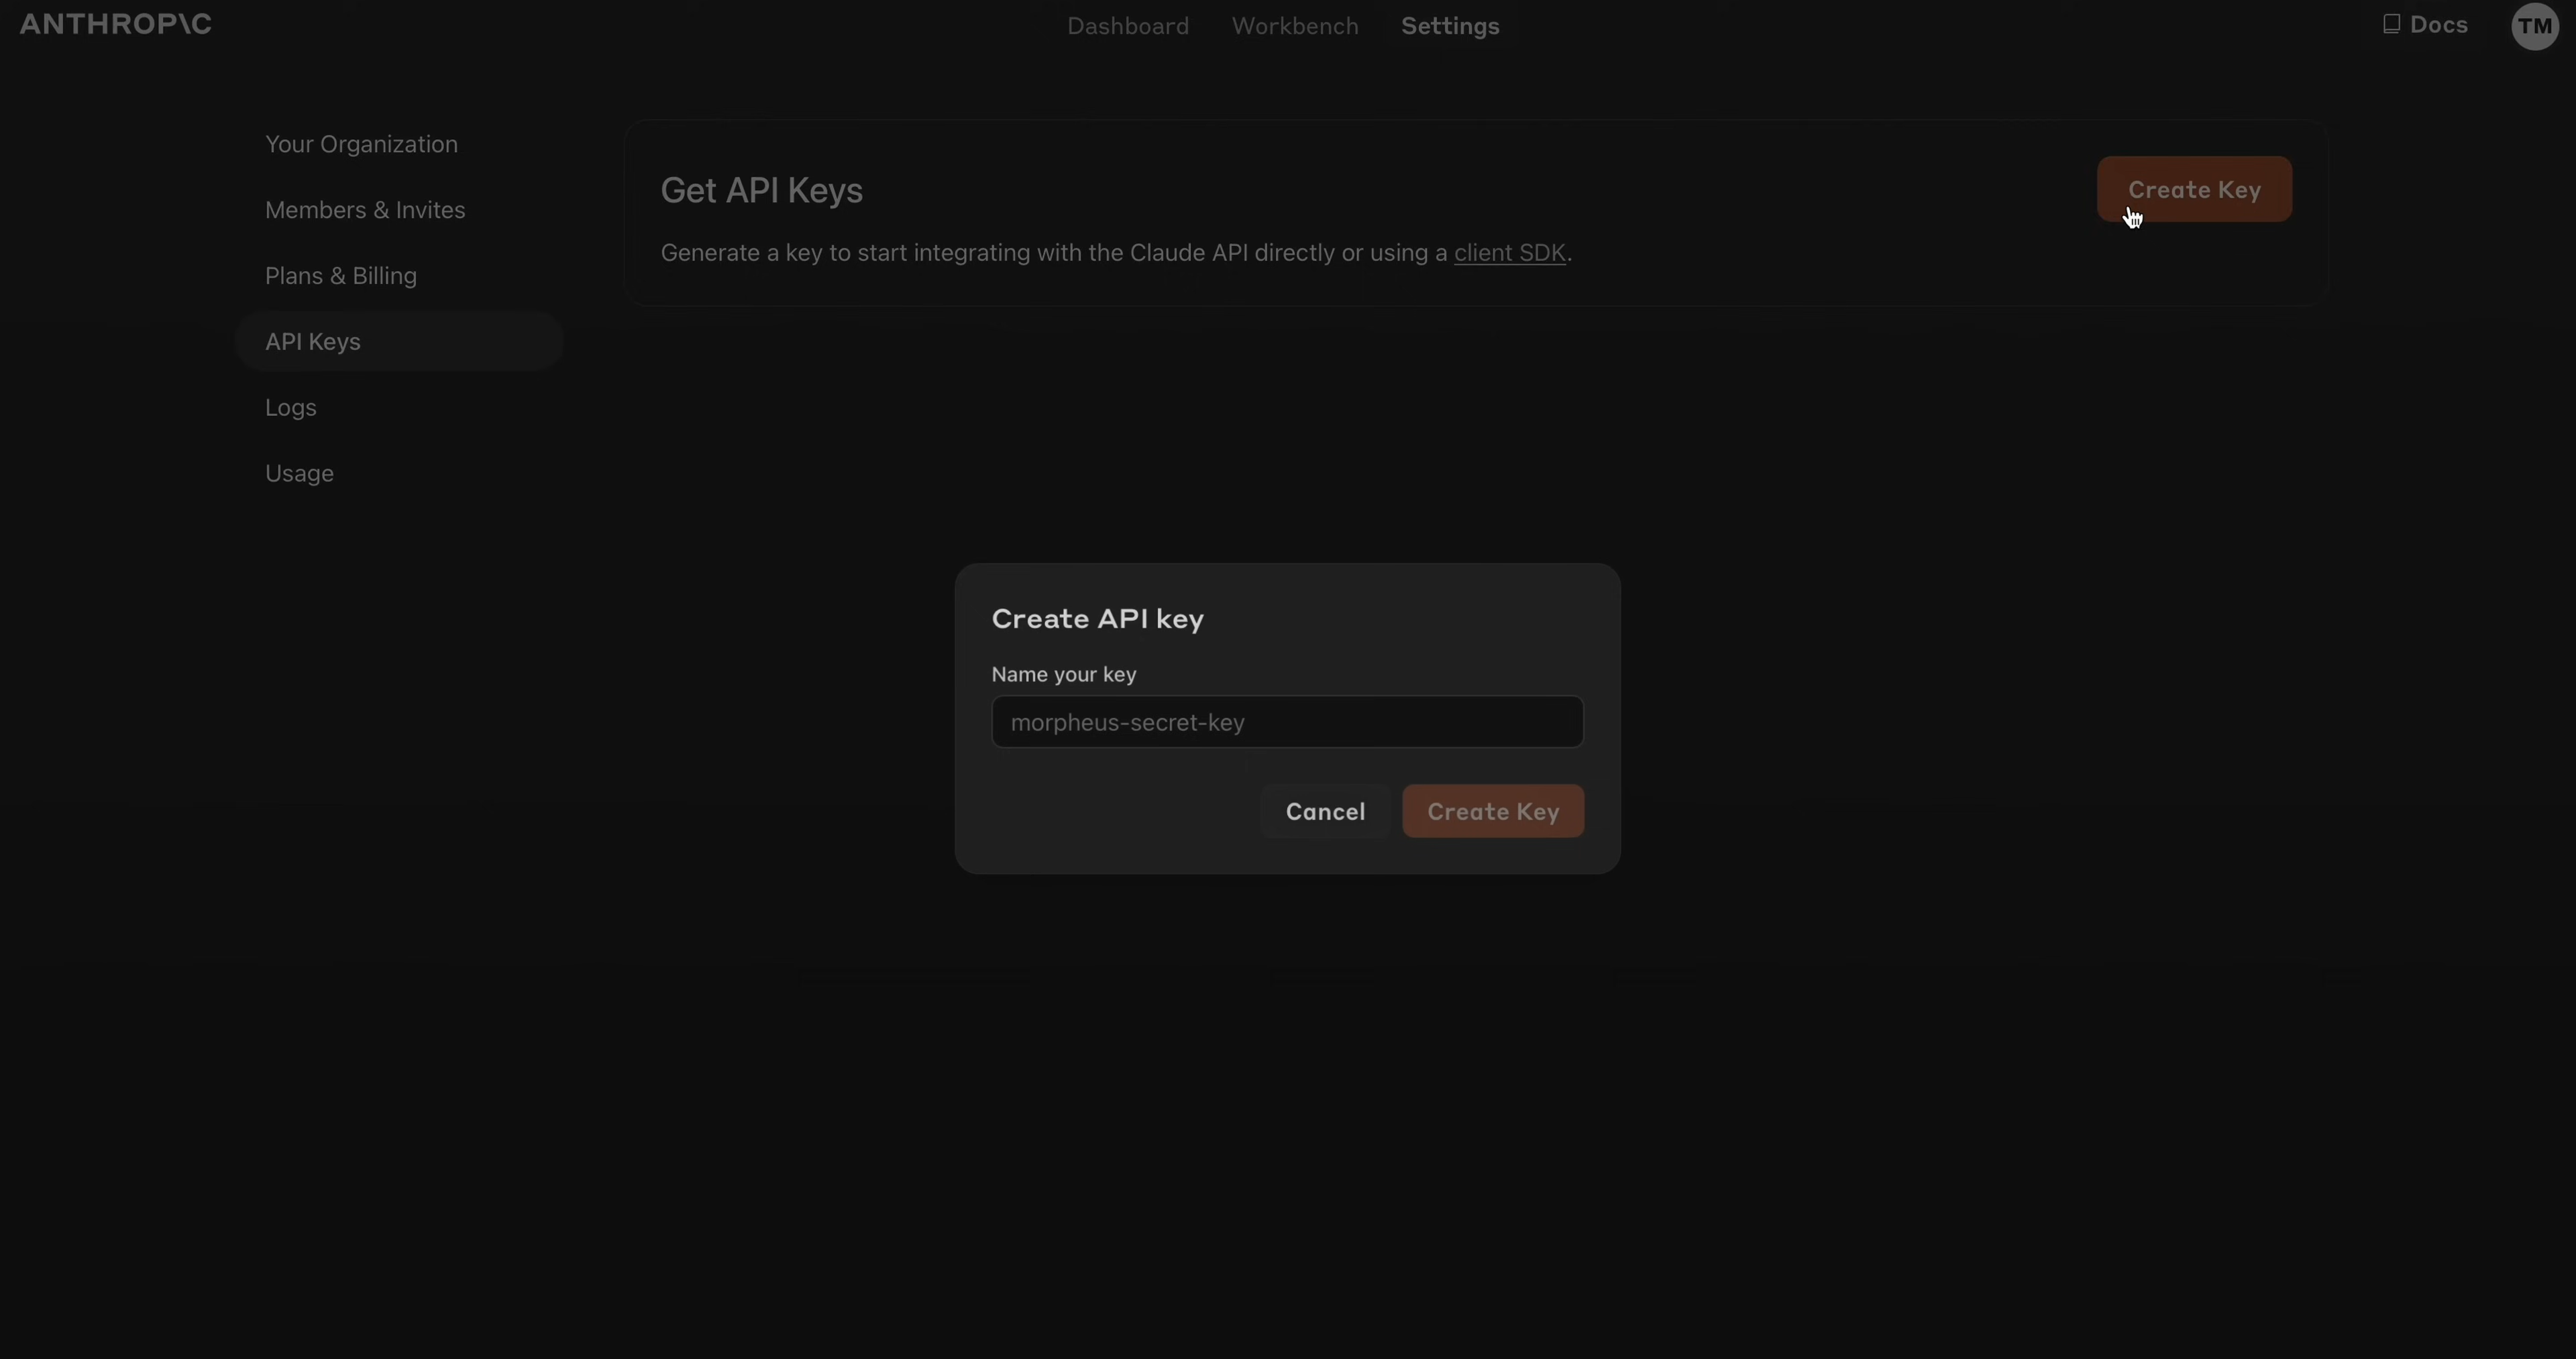 ANTHROP\C
Dashboard Workbench Settings
Docs TM
Your Organization
Members & Invites
Plans & Billing
API Keys
Logs
Usage
Get API Keys
Create Key
Generate a key to start integrating with the Claude API directly or using a client SDK.
Create API key
Name your key
morpheus-secret-key
Cancel Create Key